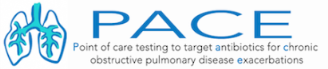 PACE
Point of care testing to target antibiotics for chronic
obstructive pulmonary disease exacerbations